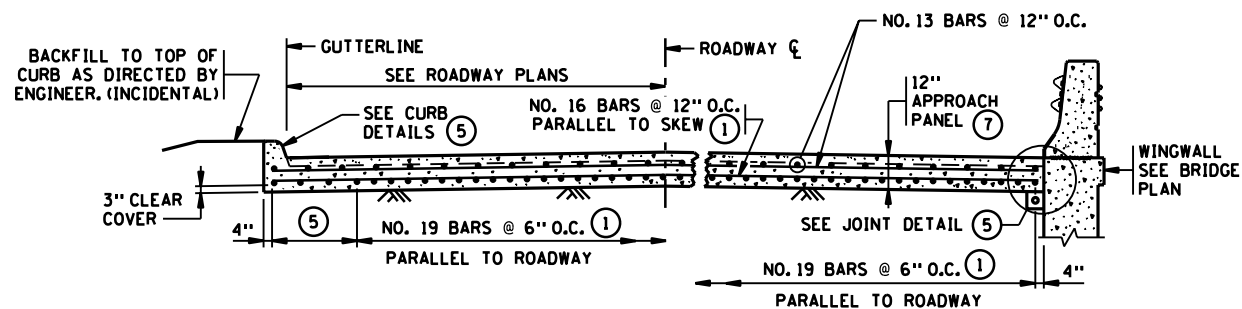 NO. 13 BARS @ 12" O.C.
GUTTERLINE
ROADWAY ℄
BACKFILL TO TOP OF
CURB AS DIRECTED BY
ENGINEER. (INCIDENTAL)
SEE ROADWAY PLANS
SEE CURB
DETAILS 5
NO. 16 BARS @ 12" O.C.
PARALLEL TO SKEW 1
12"
APPROACH
PANEL 7
WINGWALL
SEE BRIDGE
PLAN
3" CLEAR
COVER
4"
5
NO. 19 BARS @ 6" O.C. 1
PARALLEL TO ROADWAY
SEE JOINT DETAIL 5
NO. 19 BARS @ 6" O.C. 1
4"
PARALLEL TO ROADWAY